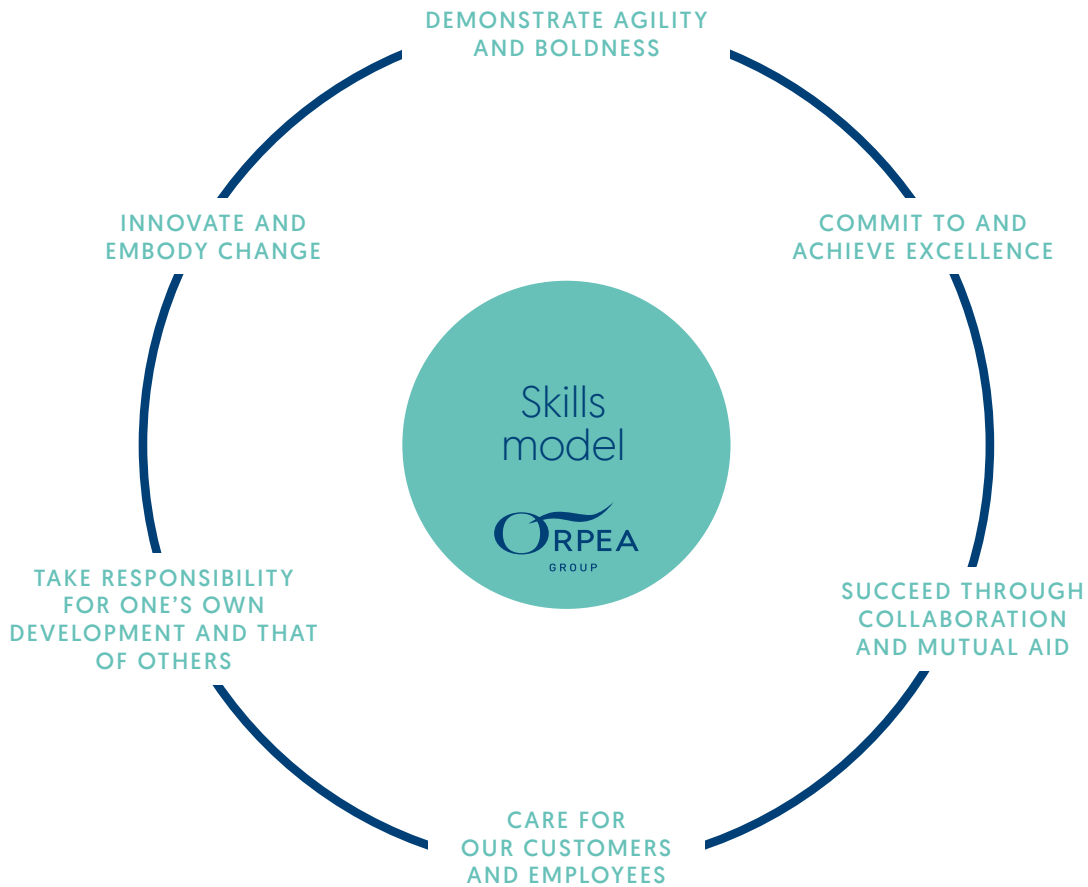 DEMONSTRATE AGILITY
AND BOLDNESS
INNOVATE AND
EMBODY CHANGE
COMMIT TO AND
ACHIEVE EXCELLENCE
Skills
model
ORPEA
GROUP
TAKE RESPONSIBILITY
FOR ONE’S OWN
DEVELOPMENT AND THAT
OF OTHERS
SUCCEED THROUGH
COLLABORATION
AND MUTUAL AID
CARE FOR
OUR CUSTOMERS
AND EMPLOYEES